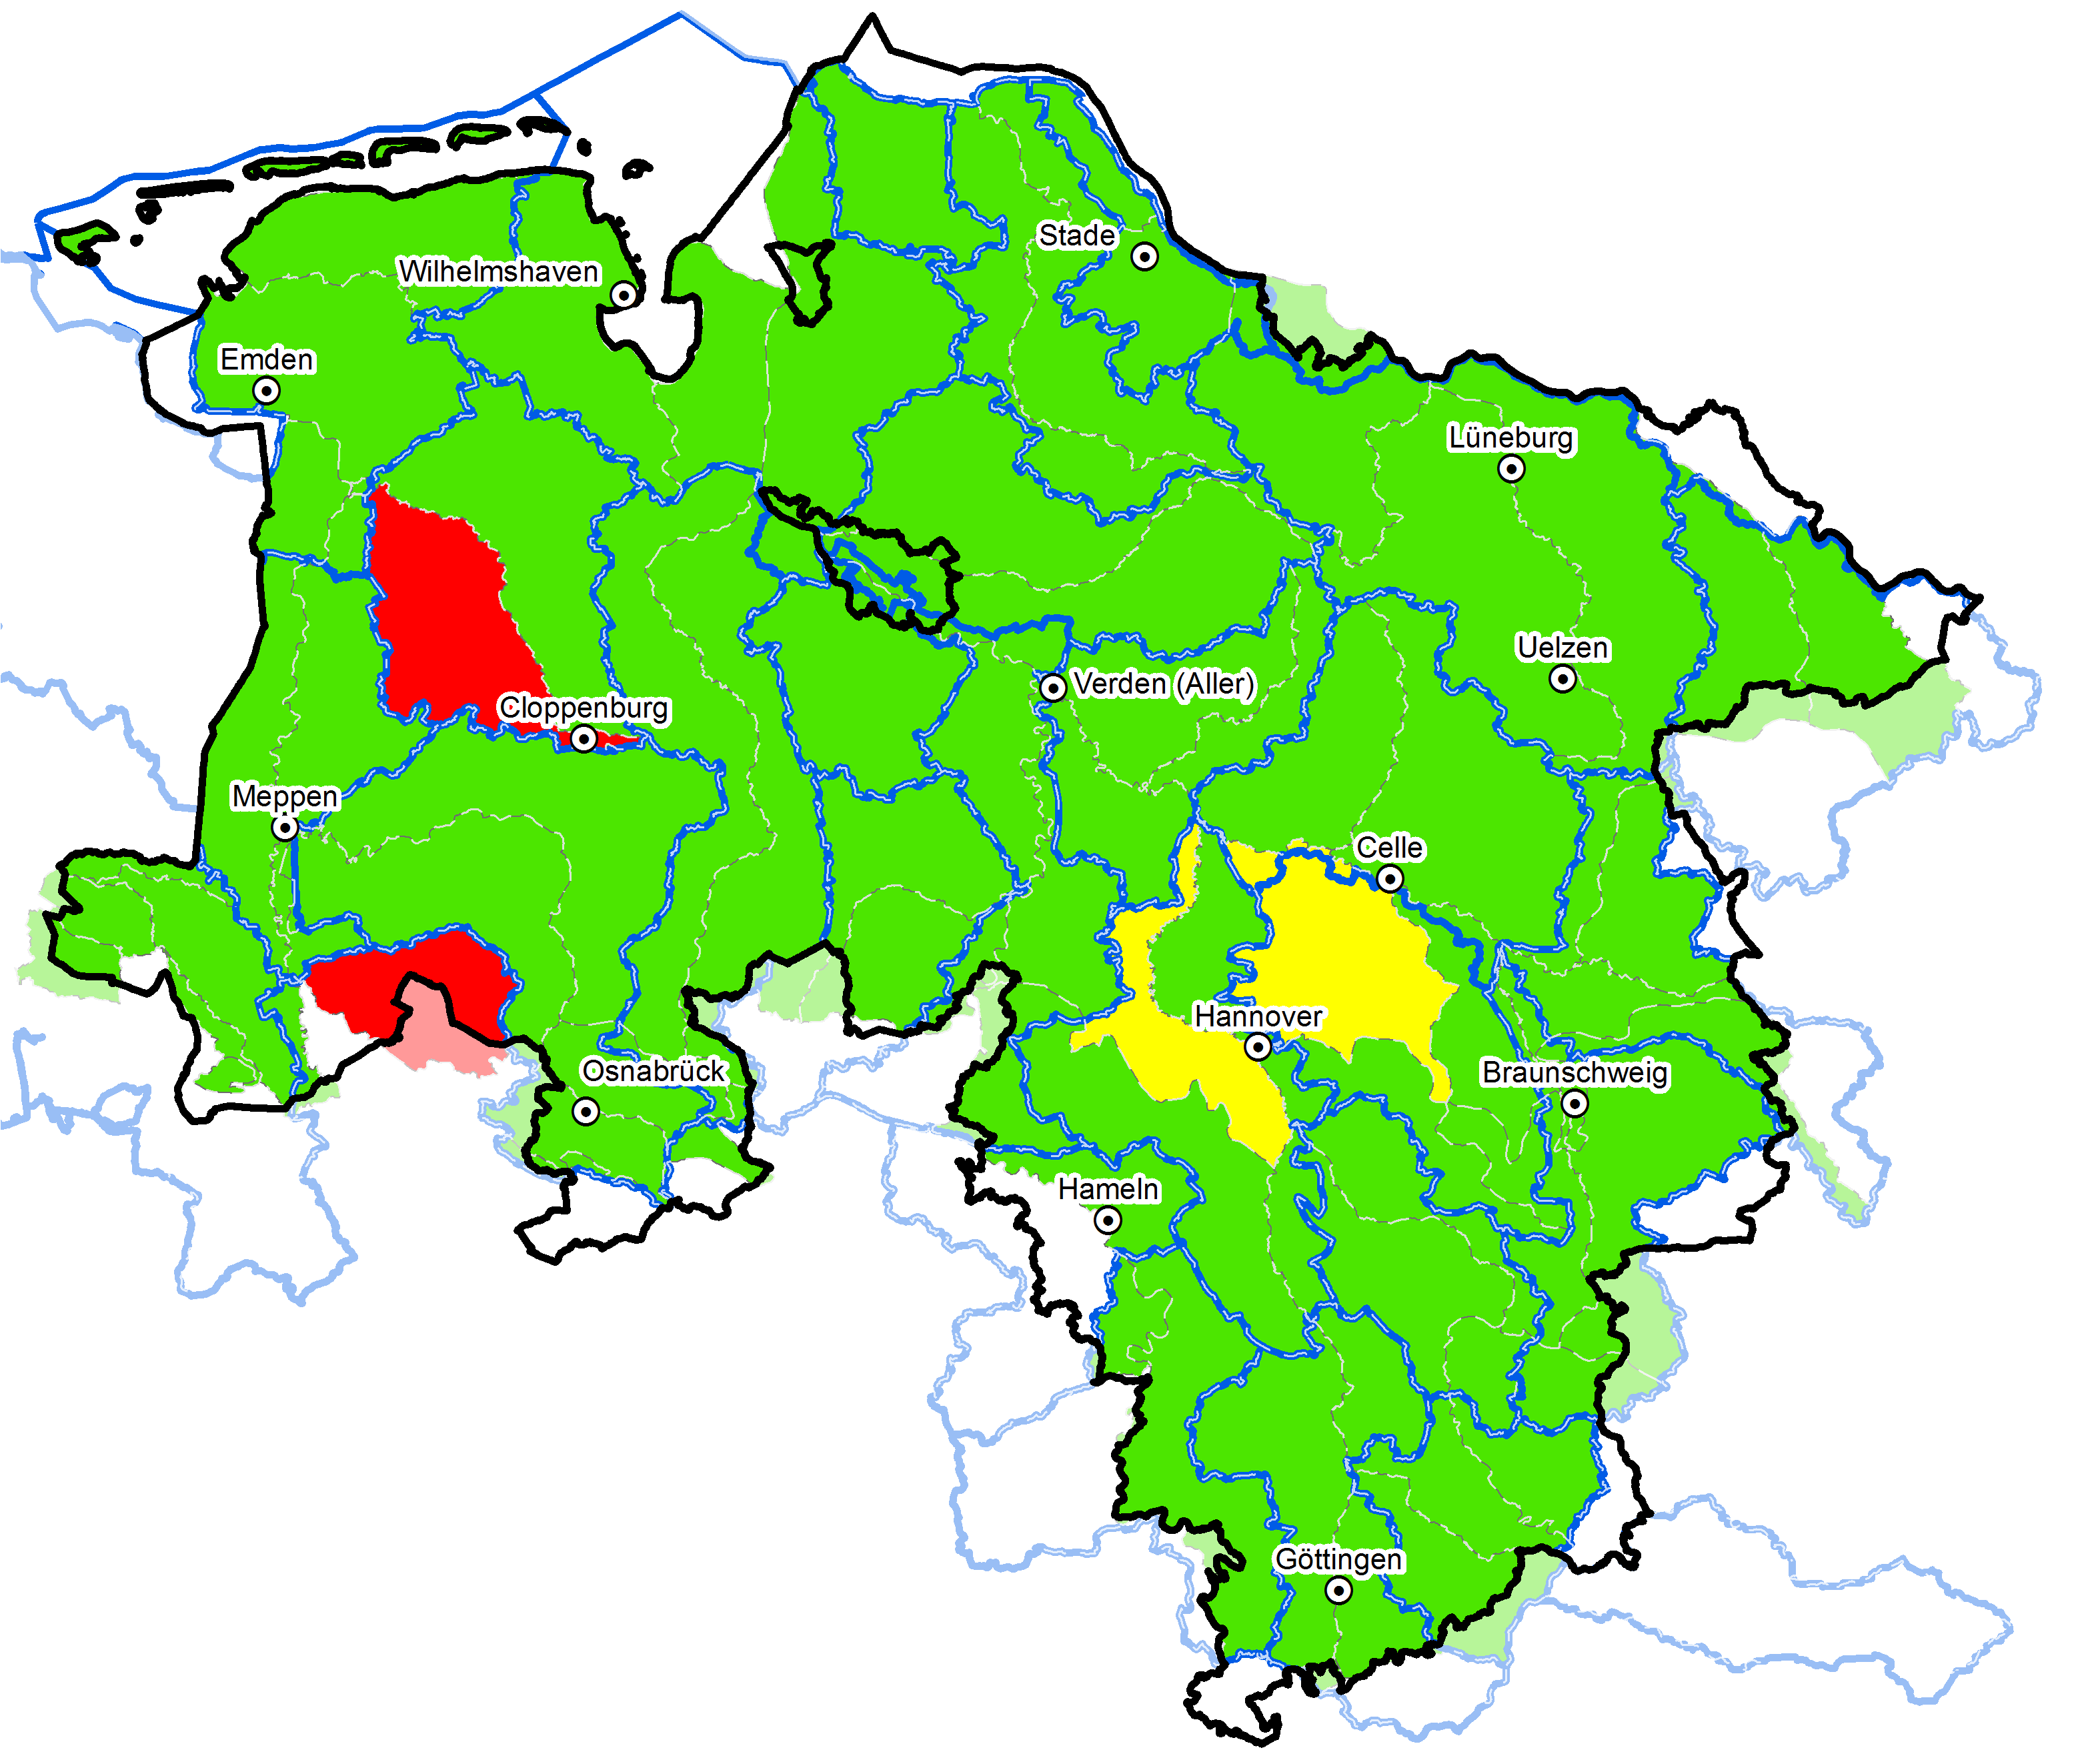 Stade
Wilhelmshaven
Emden
Lüneburg
Uelzen
Verden (Aller)
Cloppenburg
Meppen
Celle
Hannover
Osnabrück
Braunschweig
Hameln
Göttingen